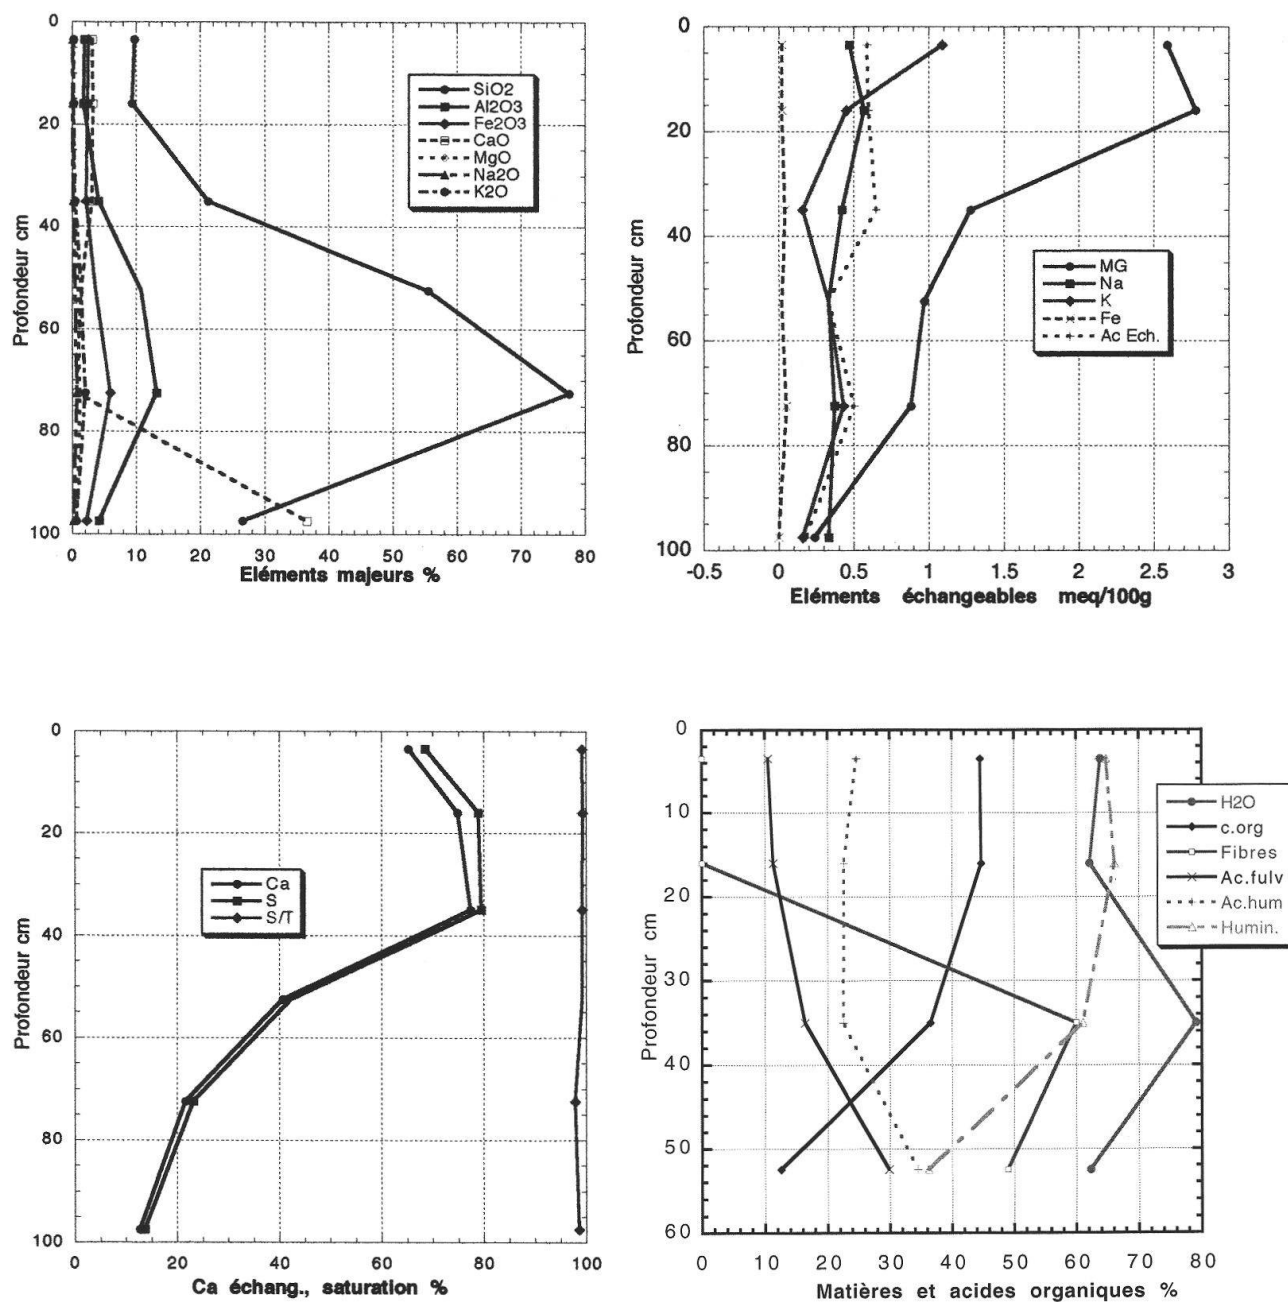 0
20
40
60
80
100
Profondeur cm
SiO2
Al2O3
Fe2O3
CaO
MgO
Na2O
K2O
0 10 20 30 40 50 60 70 80
Eléments majeurs %
0
20
40
60
80
100
Profondeur cm
MG
Na
K
Fe
Ac Ech.
-0.5 0 0.5 1 1.5 2 2.5 3
Eléments échangeables meq/100g
0
20
40
60
80
100
Profondeur cm
Ca
S
S/T
0 20 40 60 80 100
Ca échang., saturation %
0
10
20
30
40
50
60
Profondeur cm
H2O
c.org
Fibres
Ac.fulv
Ac.hum
Humin.
0 10 20 30 40 50 60 70 80
Matières et acides organiques %